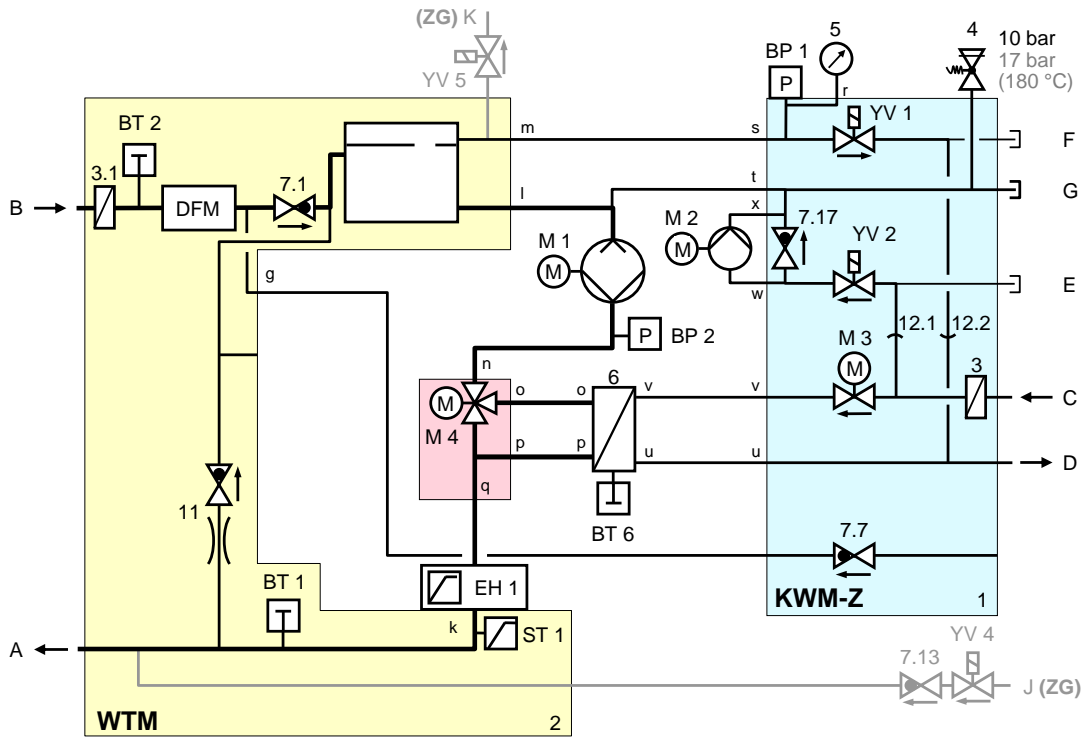 (ZG) K
YV 5
BP 1
5
4
10 bar
17 bar
(180 °C)
P
r
BT 2
m
s
YV 1
F
3.1
7.1
l
t
G
B
DFM
x
7.17
M 1
M
M 2
M
YV 2
g
w
E
P
BP 2
12.1
12.2
n
M 3
M
3
6
M
o
o
v
v
C
M 4
p
p
u
u
D
q
11
BT 6
7.7
BT 1
EH 1
KWM-Z
1
k
ST 1
YV 4
A
7.13
J (ZG)
WTM
2